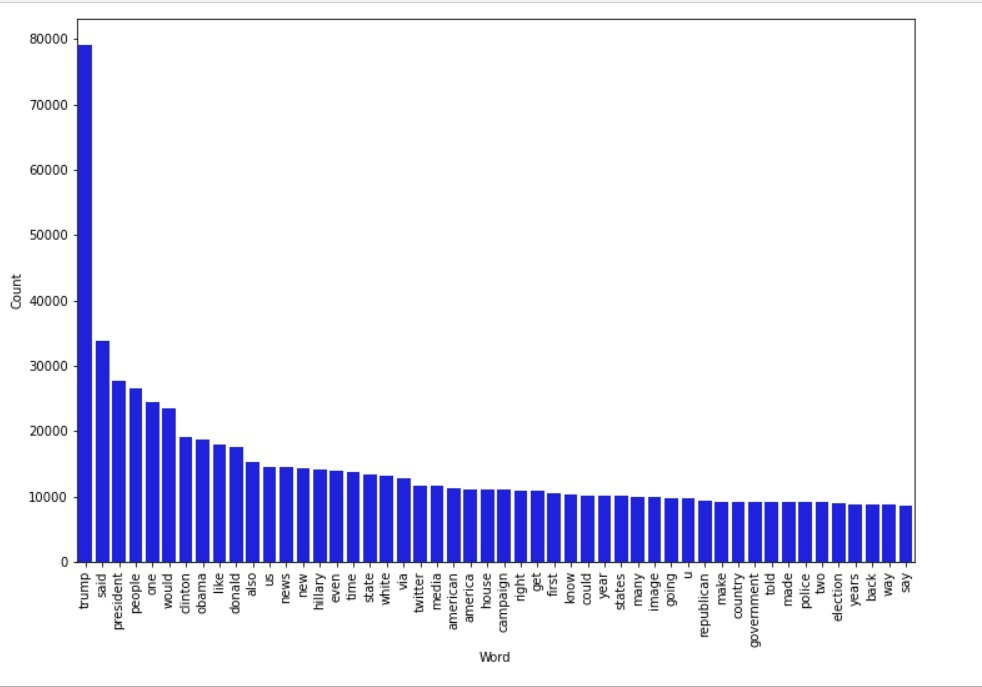 80000
70000
60000
50000
40000
30000
20000
10000
0
Count
trump
said
president
people
one
would
clinton
obama
like
donald
also
us
news
new
hillary
even
time
state
white
via
twitter
media
american
america
house
campaign
right
get
first
know
could
year
states
many
image
going
u
republican
make
country
government
told
made
police
two
election
years
back
way
say
Word